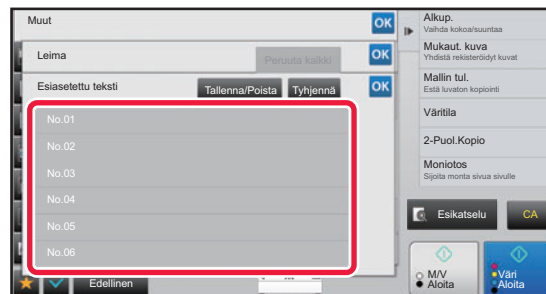 Muut
OK
Leima
Peruuta kaikki
OK
Esiasetettu teksti
Tallenna/Poista
Tyhjennä
OK
No.01
No.02
No.03
No.04
No.05
No.06
Edellinen
Alkup.
Vaihda kokoa/suuntaa
Mukaut. kuva
Yhdistä rekisteröidyt kuvat
Mallin tul.
Estä luvaton kopiointi
Väritila
2-Puol.Kopio
Moniotos
Sijoita monta sivua sivulle
Esikatselu
CA
M/V
Aloita
Väri
Aloita